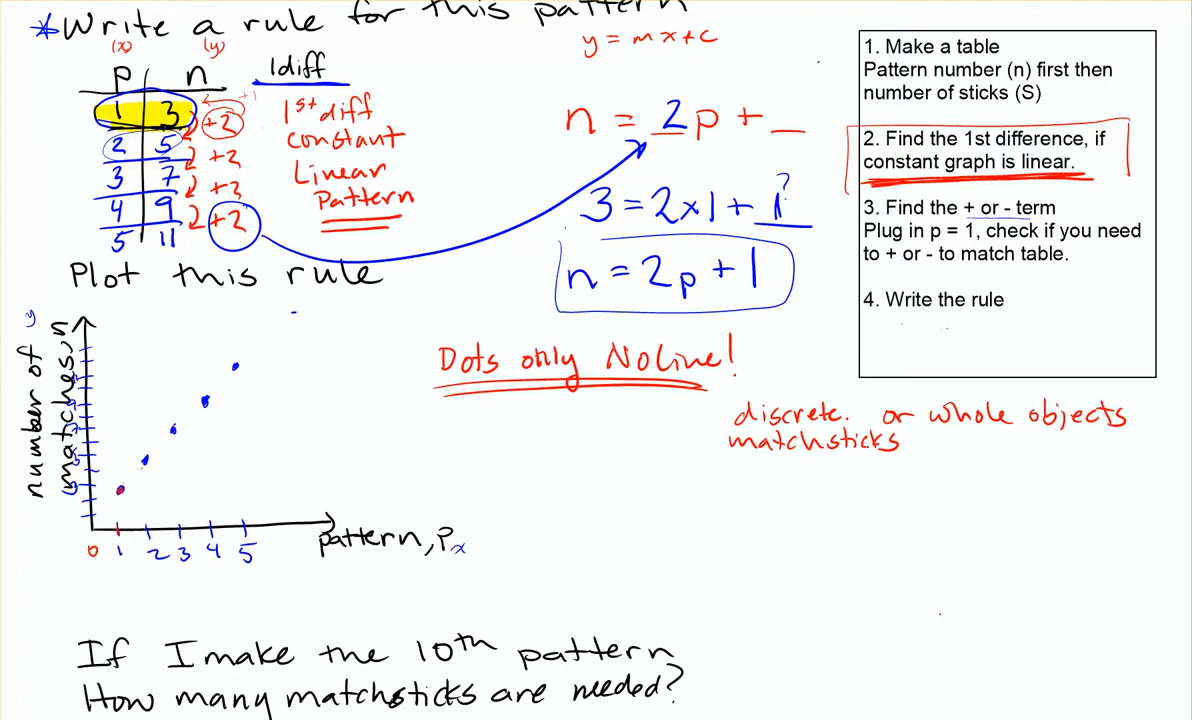 *Write a rule for this pattern
y = mx+c
(x) (y)
p n 1diff
1 3 +2
2 5 +2
3 7 +2
4 9 +2
5 11
1st diff
constant
Linear
Pattern
n = 2p + _
3 = 2x1 + 1 ?
n = 2p + 1
1. Make a table
Pattern number (n) first then
number of sticks (S)
2. Find the 1st difference, if
constant graph is linear.
3. Find the + or - term
Plug in p = 1, check if you need
to + or - to match table.
4. Write the rule
Plot this rule
y
number of
matches, n
0 1 2 3 4 5
pattern, P x
Dots only No Line!
discrete. or whole objects
matchsticks
If I make the 10th pattern
How many matchsticks are needed?